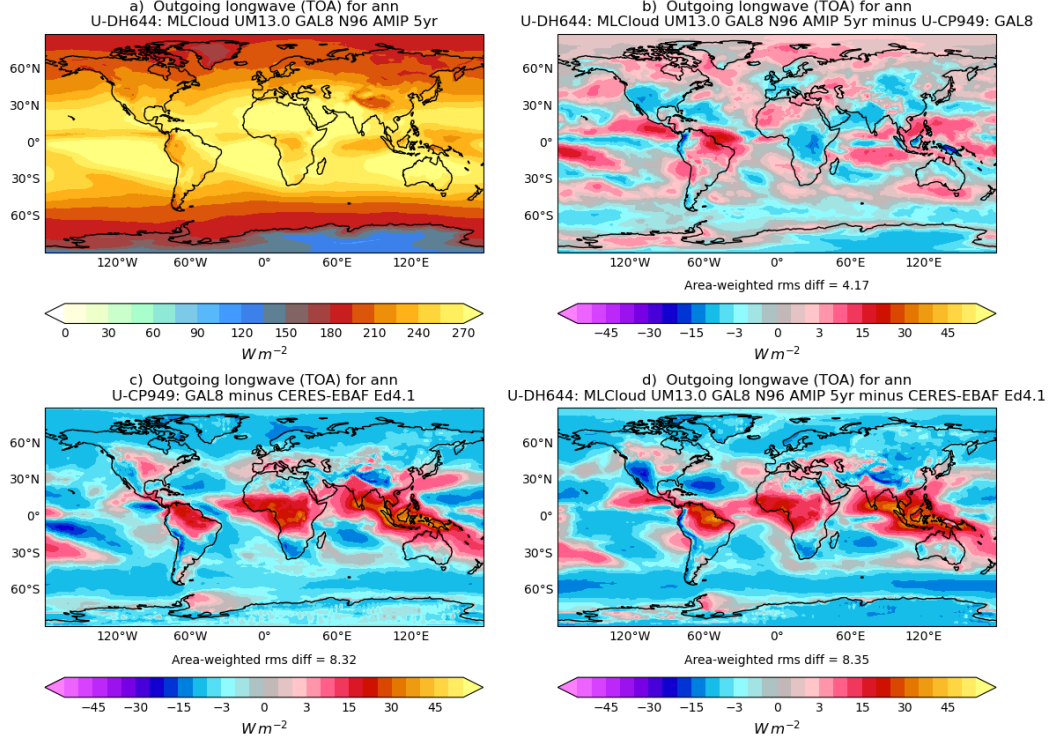 a)  Outgoing longwave (TOA) for ann
U-DH644: MLCloud UM13.0 GAL8 N96 AMIP 5yr
60°N
30°N
0°
30°S
60°S
120°W 60°W 0° 60°E 120°E
0 30 60 90 120 150 180 210 240 270
W m⁻²
b)  Outgoing longwave (TOA) for ann
U-DH644: MLCloud UM13.0 GAL8 N96 AMIP 5yr minus U-CP949: GAL8
60°N
30°N
0°
30°S
60°S
120°W 60°W 0° 60°E 120°E
Area-weighted rms diff = 4.17
−45 −30 −15 −3 0 3 15 30 45
W m⁻²
c)  Outgoing longwave (TOA) for ann
U-CP949: GAL8 minus CERES-EBAF Ed4.1
60°N
30°N
0°
30°S
60°S
120°W 60°W 0° 60°E 120°E
Area-weighted rms diff = 8.32
−45 −30 −15 −3 0 3 15 30 45
W m⁻²
d)  Outgoing longwave (TOA) for ann
U-DH644: MLCloud UM13.0 GAL8 N96 AMIP 5yr minus CERES-EBAF Ed4.1
60°N
30°N
0°
30°S
60°S
120°W 60°W 0° 60°E 120°E
Area-weighted rms diff = 8.35
−45 −30 −15 −3 0 3 15 30 45
W m⁻²